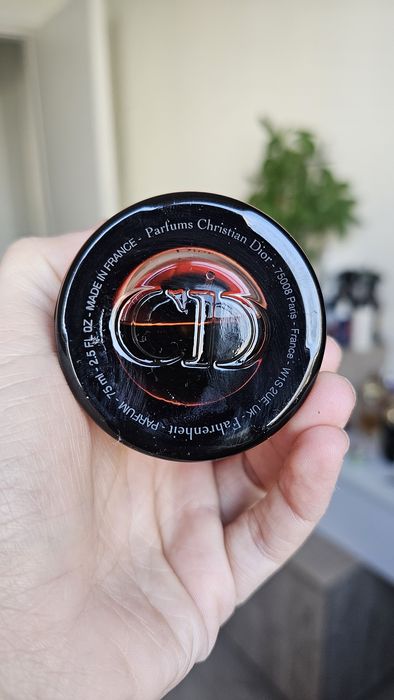 Parfums Christian Dior - 75008 Paris - France - W1S 2UE UK - Fahrenheit - PARFUM - 75 ml - 2.5 FL OZ - MADE IN FRANCE -
CD